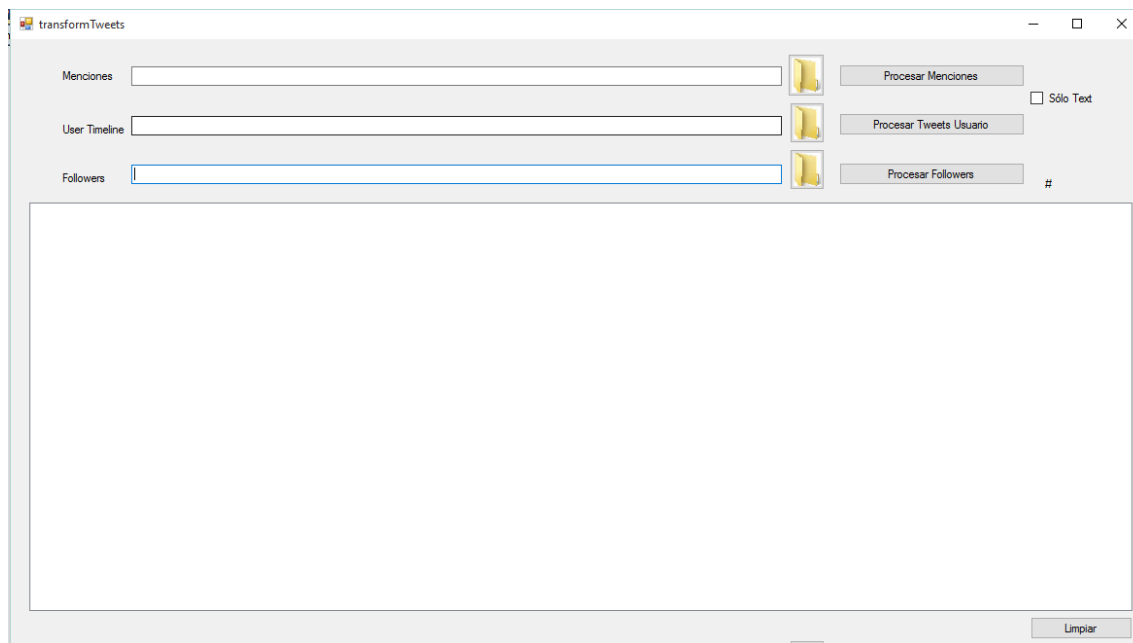 transformTweets
Menciones
Procesar Menciones
Sólo Text
User Timeline
Procesar Tweets Usuario
Followers
Procesar Followers
#
Limpiar